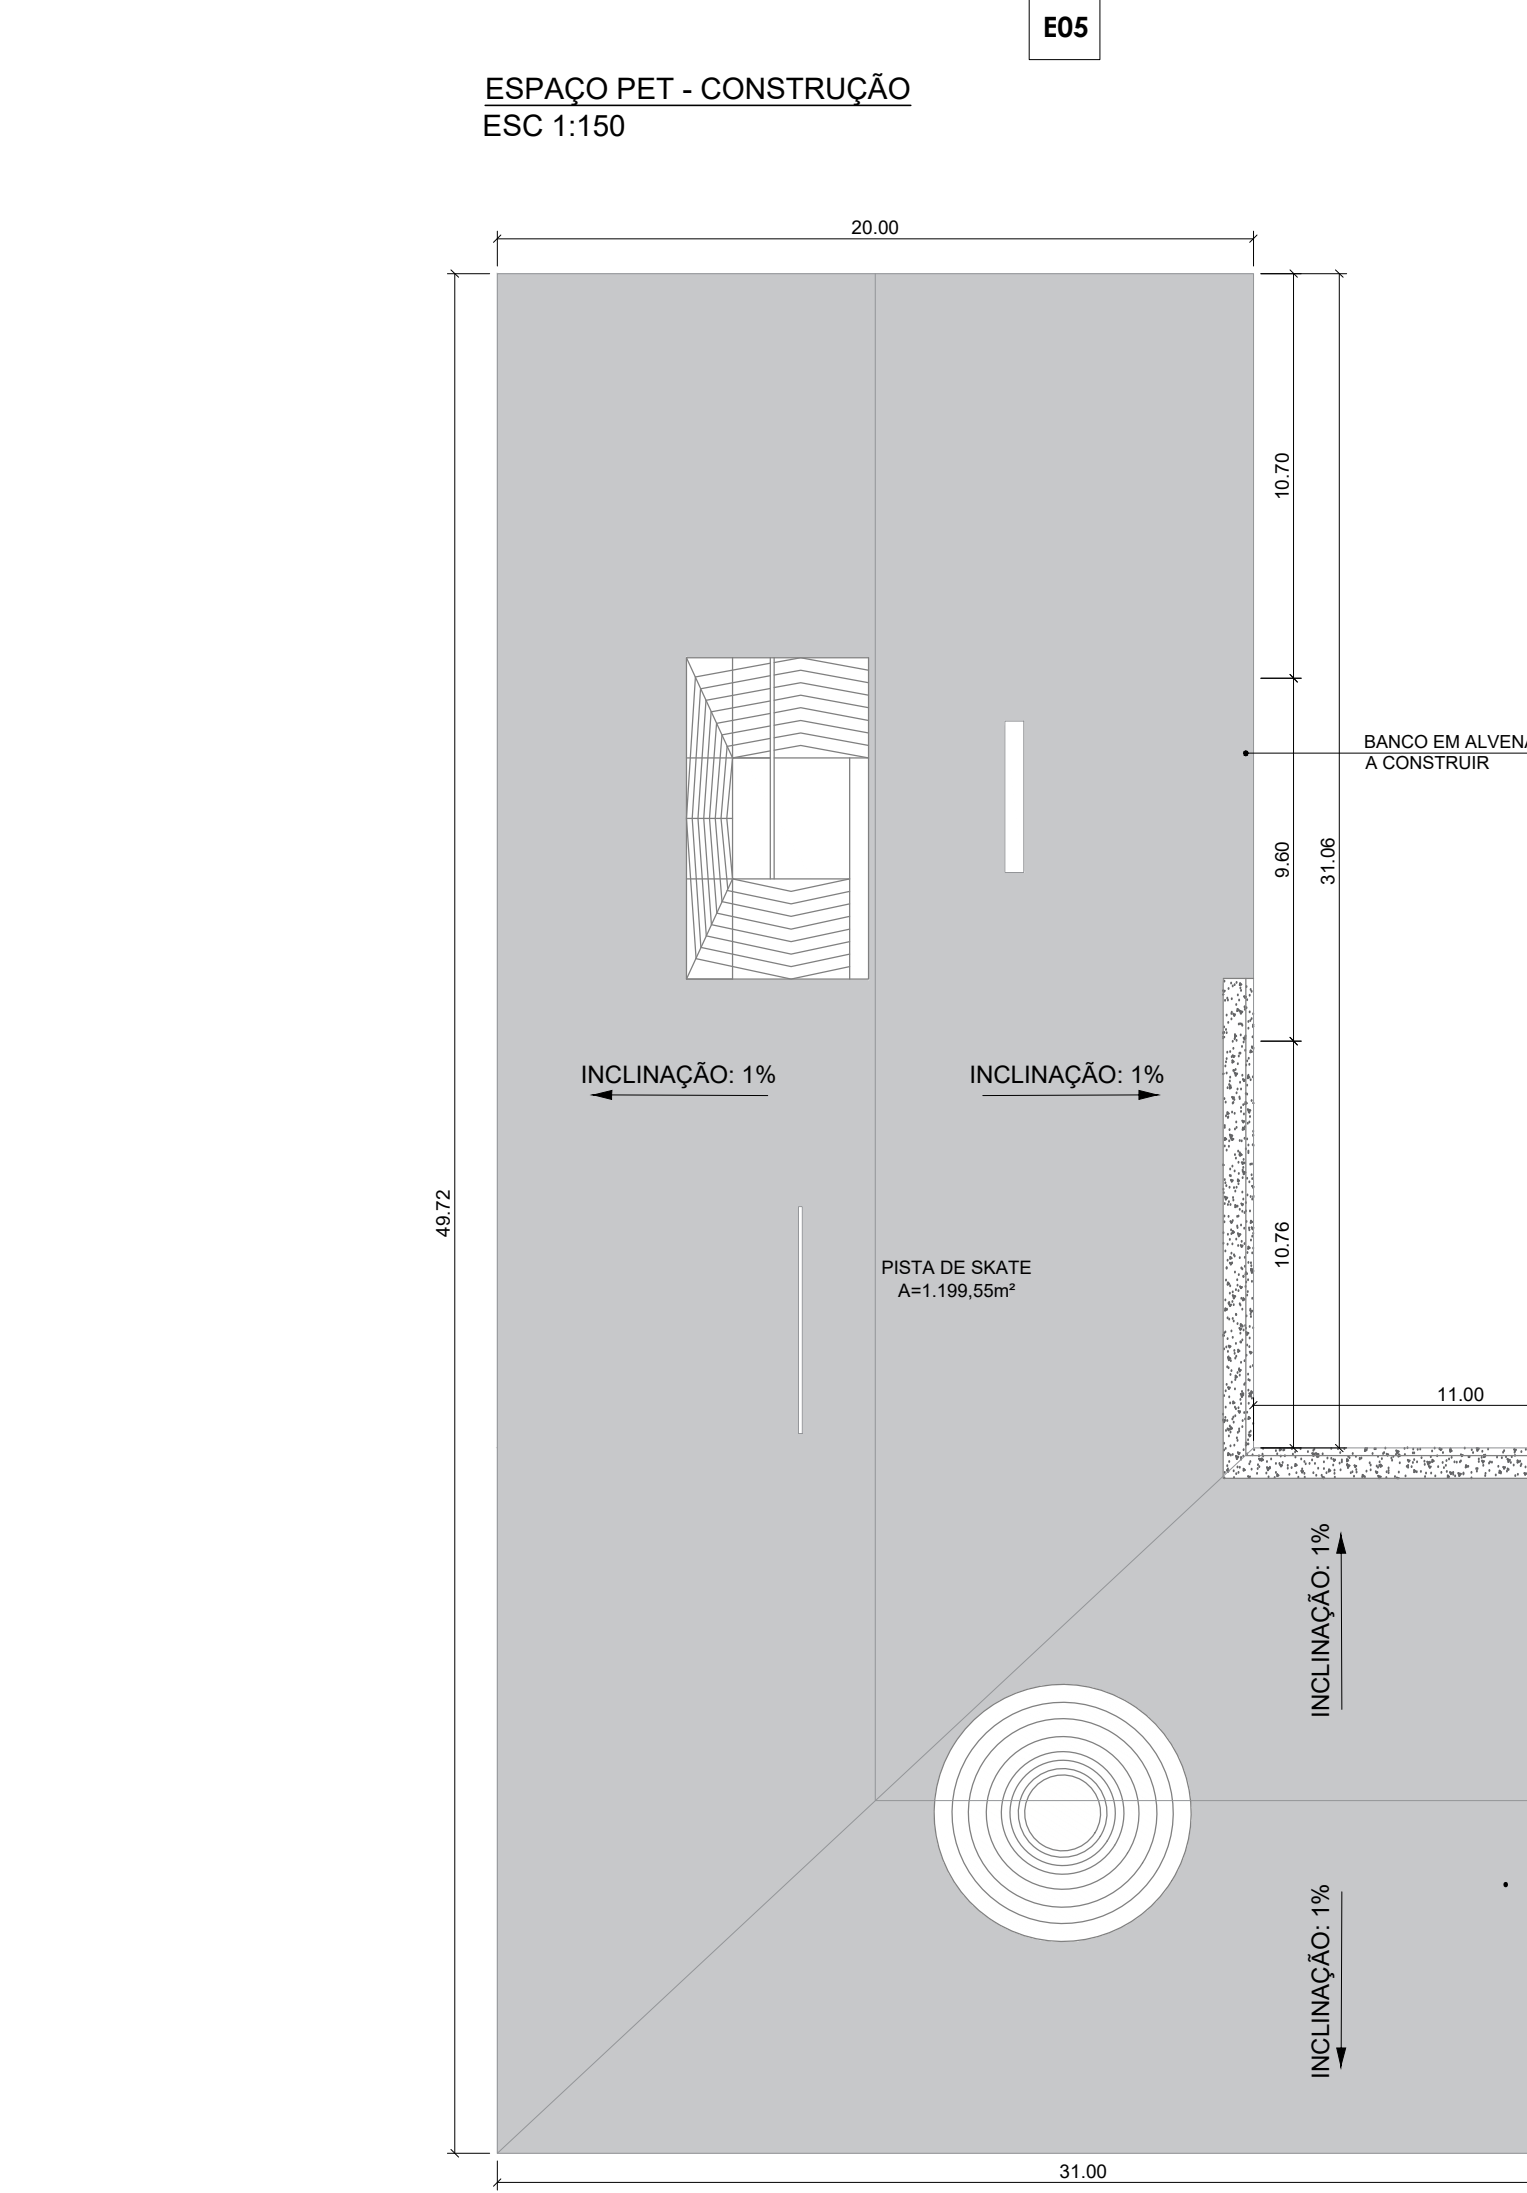 E05
ESPAÇO PET - CONSTRUÇÃO
ESC 1:150
20.00
10.70
BANCO EM ALVENA
A CONSTRUIR
9.60
31.06
INCLINAÇÃO: 1%
INCLINAÇÃO: 1%
49.72
10.76
PISTA DE SKATE
A=1.199,55m²
11.00
INCLINAÇÃO: 1%
INCLINAÇÃO: 1%
31.00